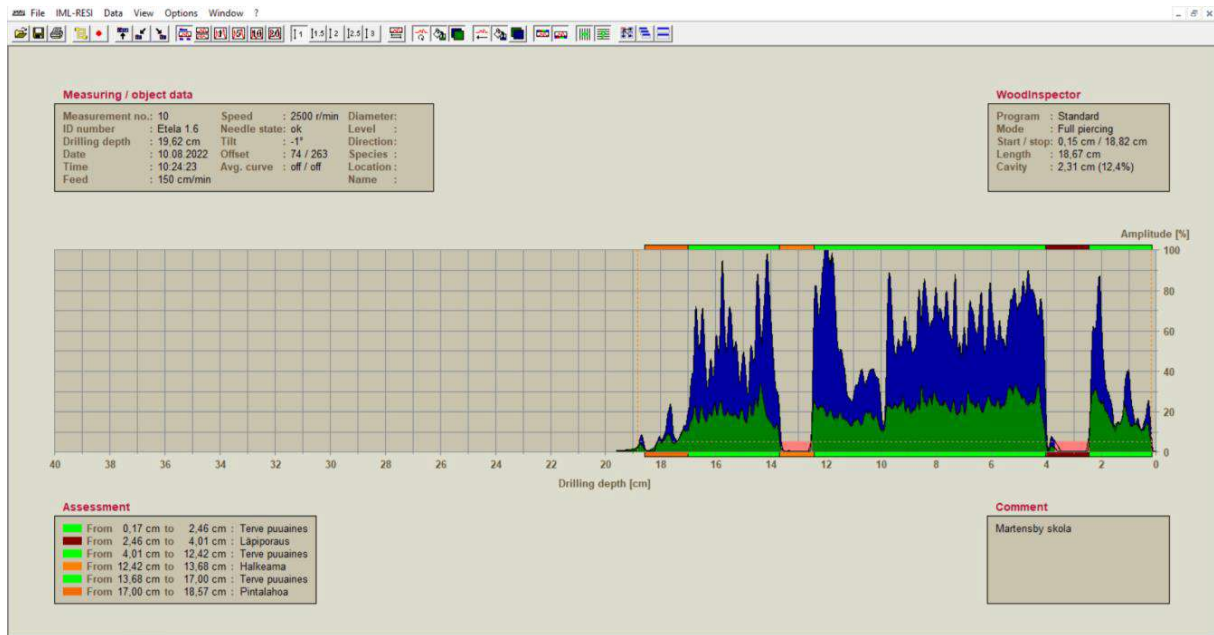 File IML-RESI Data View Options Window ?
1 1.5 2 2.5 3
Measuring / object data
Measurement no.: 10 Speed : 2500 r/min Diameter:
ID number : Etela 1.6 Needle state: ok Level :
Drilling depth : 19,62 cm Tilt : -1° Direction:
Date : 10.08.2022 Offset : 74 / 263 Species :
Time : 10:24:23 Avg. curve : off / off Location :
Feed : 150 cm/min Name :
WoodInspector
Program : Standard
Mode : Full piercing
Start / stop: 0,15 cm / 18,82 cm
Length : 18,67 cm
Cavity : 2,31 cm (12,4%)
Amplitude [%]
100
80
60
40
20
0
40 38 36 34 32 30 28 26 24 22 20 18 16 14 12 10 8 6 4 2 0
Drilling depth [cm]
Assessment
From 0,17 cm to 2,46 cm : Terve puuaines
From 2,46 cm to 4,01 cm : Läpiporaus
From 4,01 cm to 12,42 cm : Terve puuaines
From 12,42 cm to 13,68 cm : Halkeama
From 13,68 cm to 17,00 cm : Terve puuaines
From 17,00 cm to 18,57 cm : Pintalahoa
Comment
Martensby skola